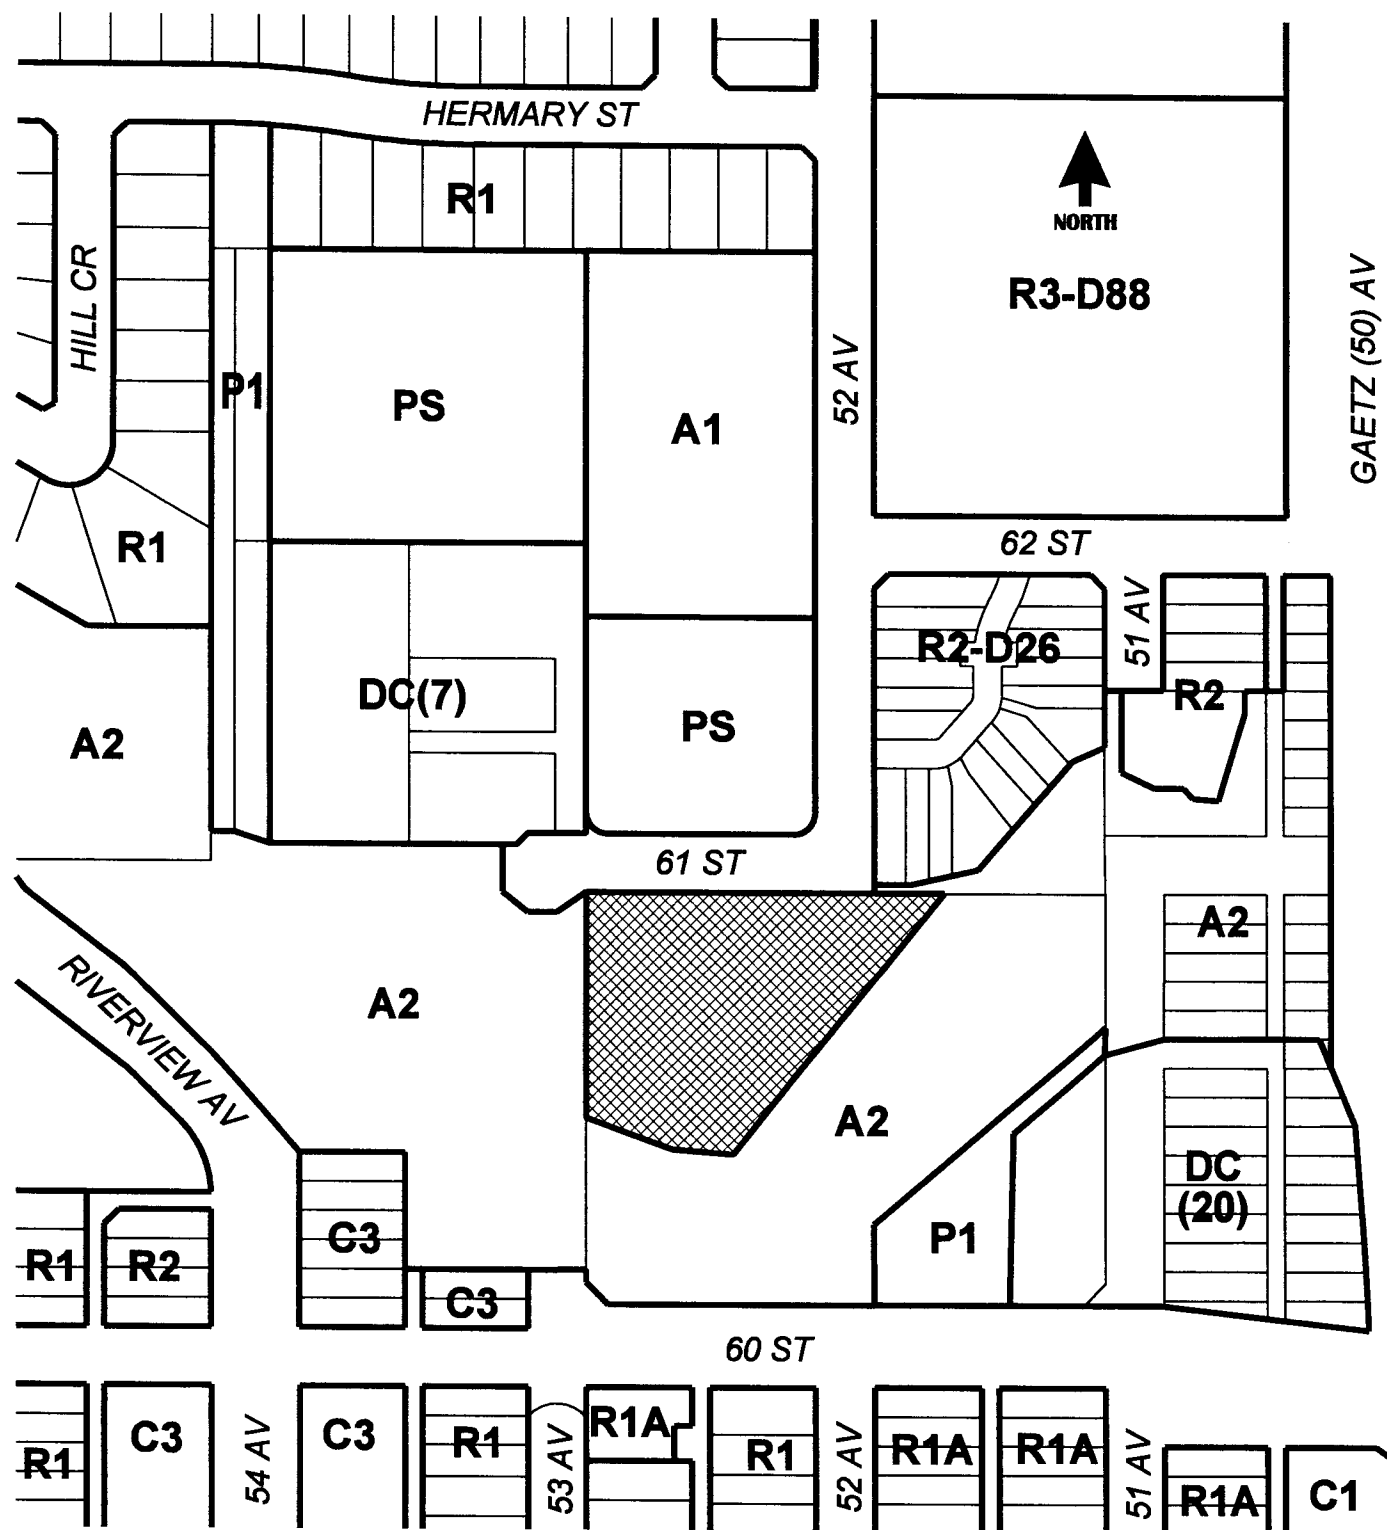 HERMARY ST
R1
NORTH
HILL CR
R3-D88
GAETZ (50) AV
52 AV
P1
PS
A1
R1
62 ST
51 AV
R2-D26
R2
DC(7)
PS
A2
61 ST
A2
RIVERVIEW AV
A2
A2
DC
(20)
P1
C3
R1
R2
C3
60 ST
R1A
C3
C3
R1
R1
R1A
R1A
R1
54 AV
53 AV
52 AV
51 AV
R1A
C1